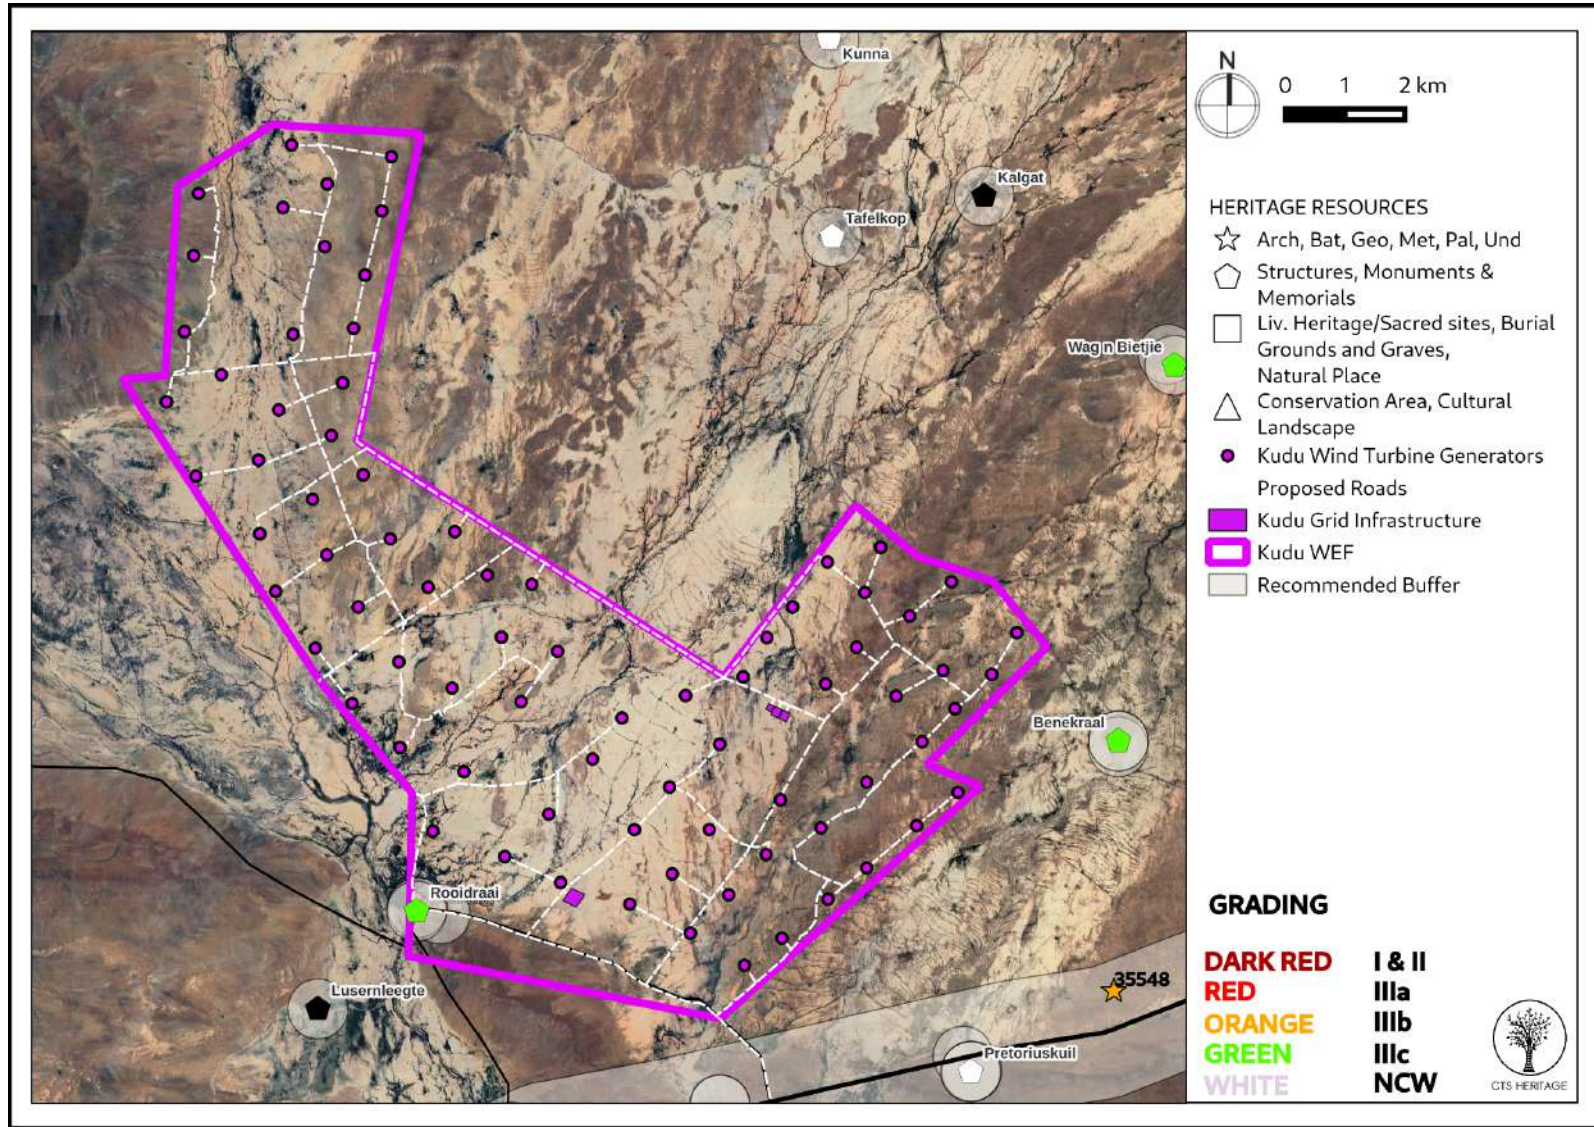 Kunna
Kalgat
Tafelkop
Wag n Bietjie
Benekraal
Rooidraai
Lusernleegte
35548
Pretoriuskuil
N
0 1 2 km
HERITAGE RESOURCES
Arch, Bat, Geo, Met, Pal, Und
Structures, Monuments &
Memorials
Liv. Heritage/Sacred sites, Burial
Grounds and Graves,
Natural Place
Conservation Area, Cultural
Landscape
Kudu Wind Turbine Generators
Proposed Roads
Kudu Grid Infrastructure
Kudu WEF
Recommended Buffer
GRADING
DARK RED I & II
RED IIIa
ORANGE IIIb
GREEN IIIc
WHITE NCW
CTS HERITAGE